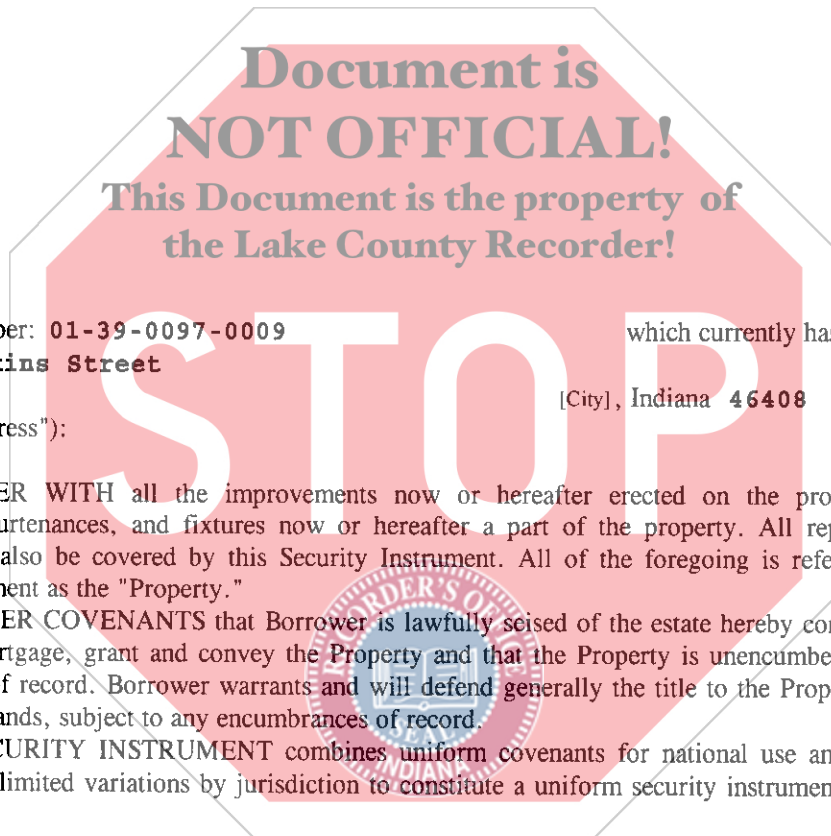 Document is
NOT OFFICIAL!
This Document is the property of
the Lake County Recorder!
STOP
ber: 01-39-0097-0009 which currently has
kins Street
[City], Indiana 46408
ress"):
ER WITH all the improvements now or hereafter erected on the pro
urtenances, and fixtures now or hereafter a part of the property. All rep
also be covered by this Security Instrument. All of the foregoing is refe
nent as the "Property."
ER COVENANTS that Borrower is lawfully seised of the estate hereby con
rtgage, grant and convey the Property and that the Property is unencumbe
f record. Borrower warrants and will defend generally the title to the Prop
ands, subject to any encumbrances of record.
CURITY INSTRUMENT combines uniform covenants for national use an
limited variations by jurisdiction to constitute a uniform security instrumen
RECORDER'S OFFICE
SEAL
INDIANA